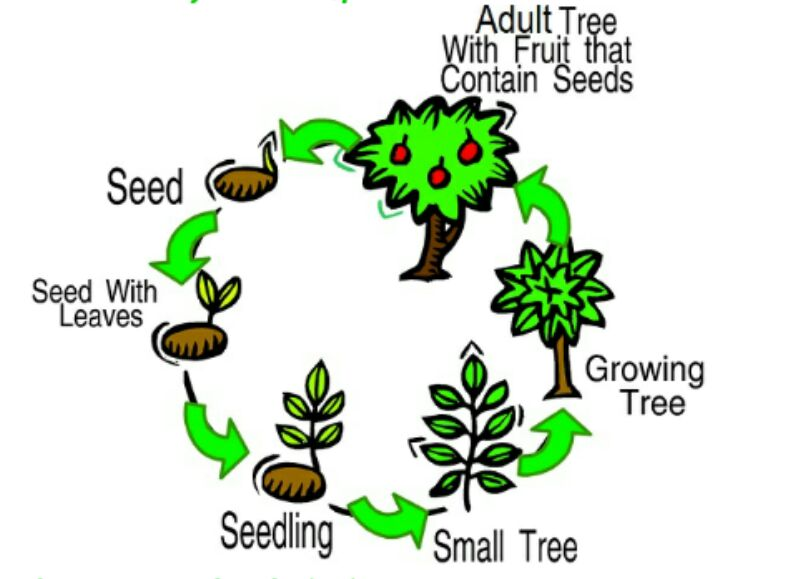 Adult Tree
With Fruit that
Contain Seeds
Seed
Seed With
Leaves
Seedling
Small Tree
Growing
Tree